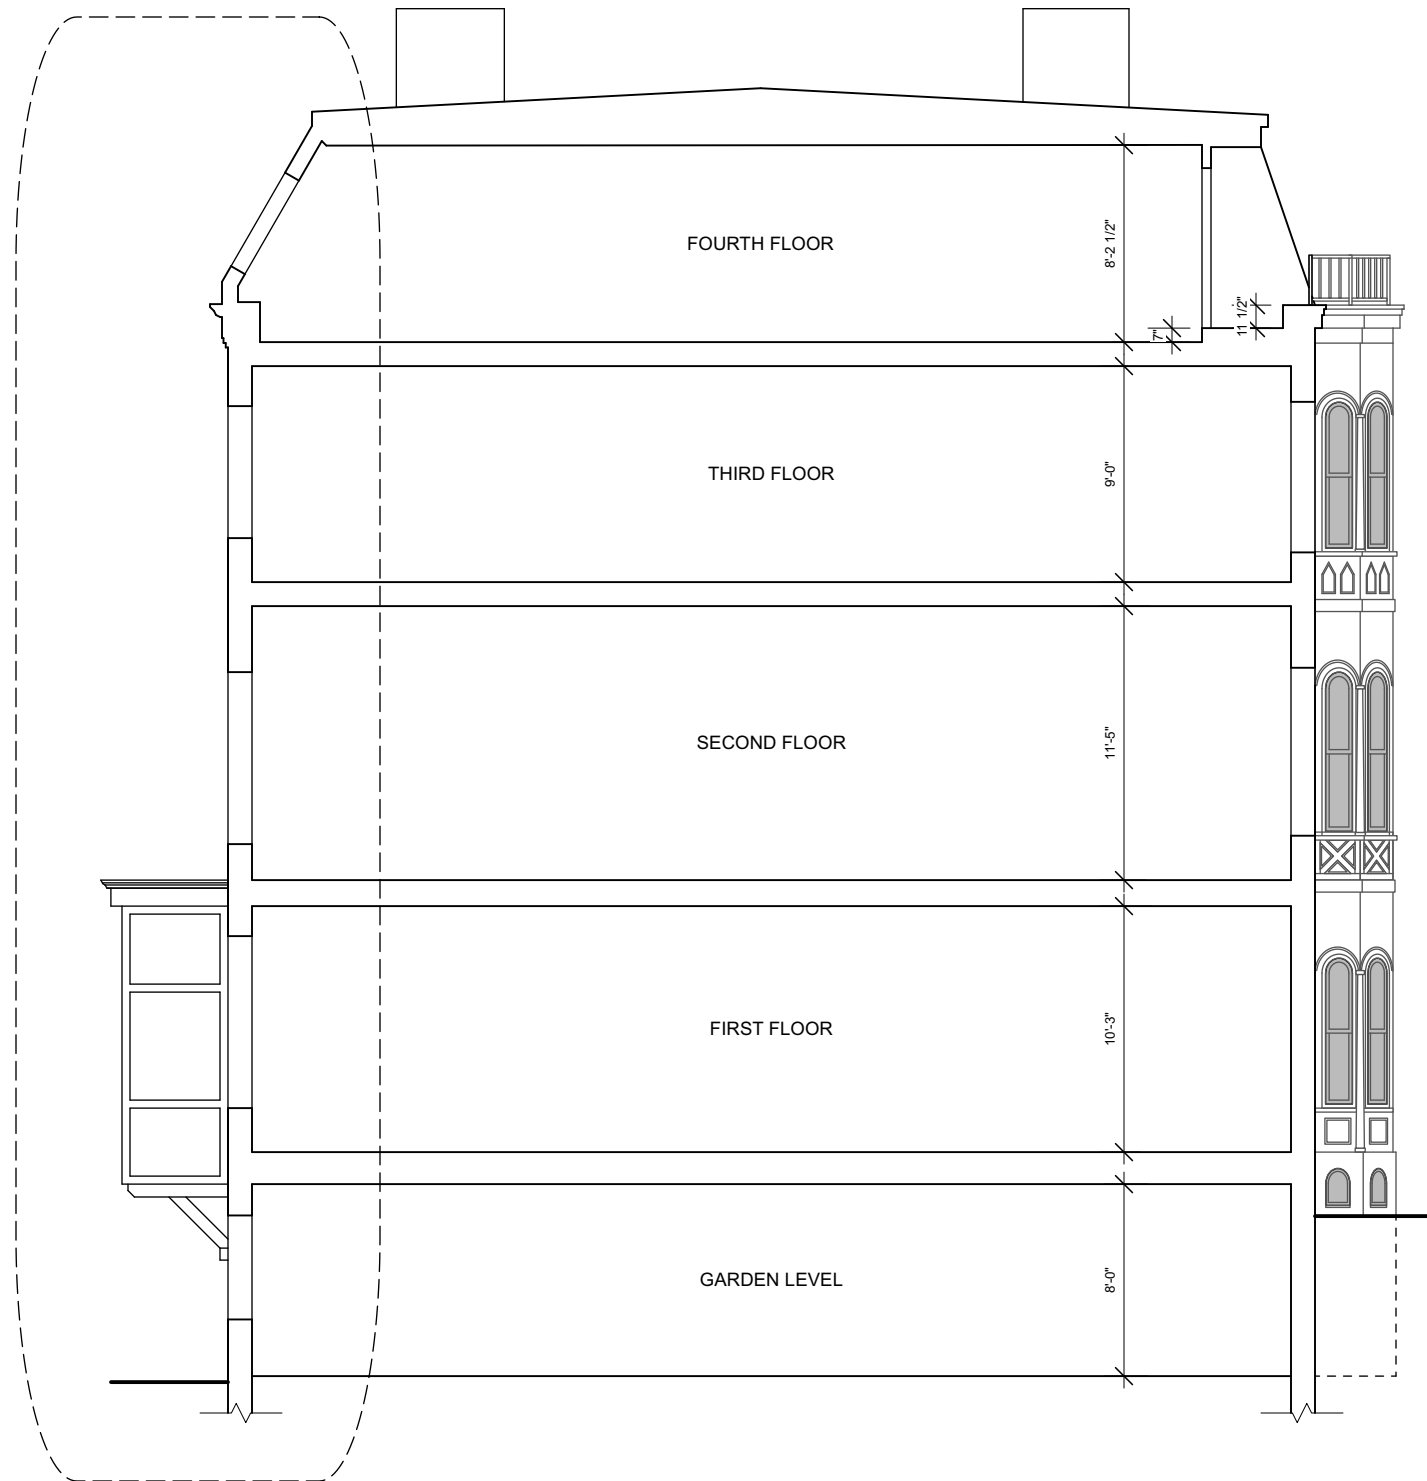 FOURTH FLOOR
8'-2 1/2"
11 1/2"
7"
THIRD FLOOR
9'-0"
SECOND FLOOR
11'-5"
FIRST FLOOR
10'-3"
GARDEN LEVEL
8'-0"